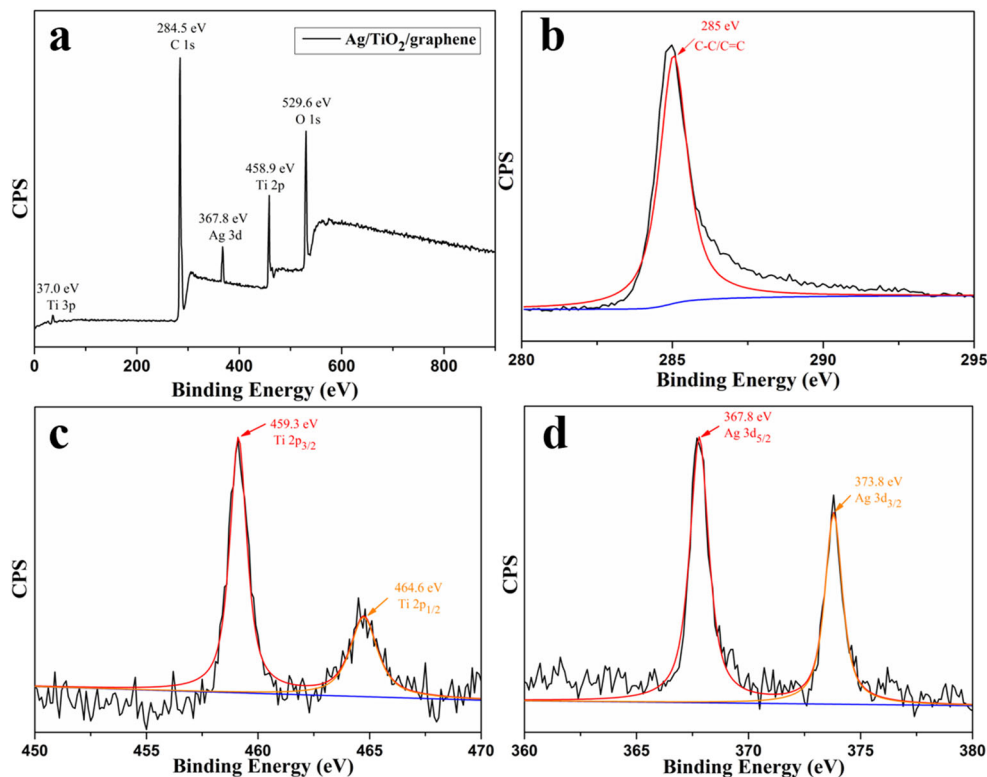 a
284.5 eV
C 1s
Ag/TiO₂/graphene
529.6 eV
O 1s
458.9 eV
Ti 2p
367.8 eV
Ag 3d
37.0 eV
Ti 3p
CPS
0 200 400 600 800
Binding Energy (eV)
b
285 eV
C-C/C=C
CPS
280 285 290 295
Binding Energy (eV)
c
459.3 eV
Ti 2p₃/₂
464.6 eV
Ti 2p₁/₂
CPS
450 455 460 465 470
Binding Energy (eV)
d
367.8 eV
Ag 3d₅/₂
373.8 eV
Ag 3d₃/₂
CPS
360 365 370 375 380
Binding Energy (eV)